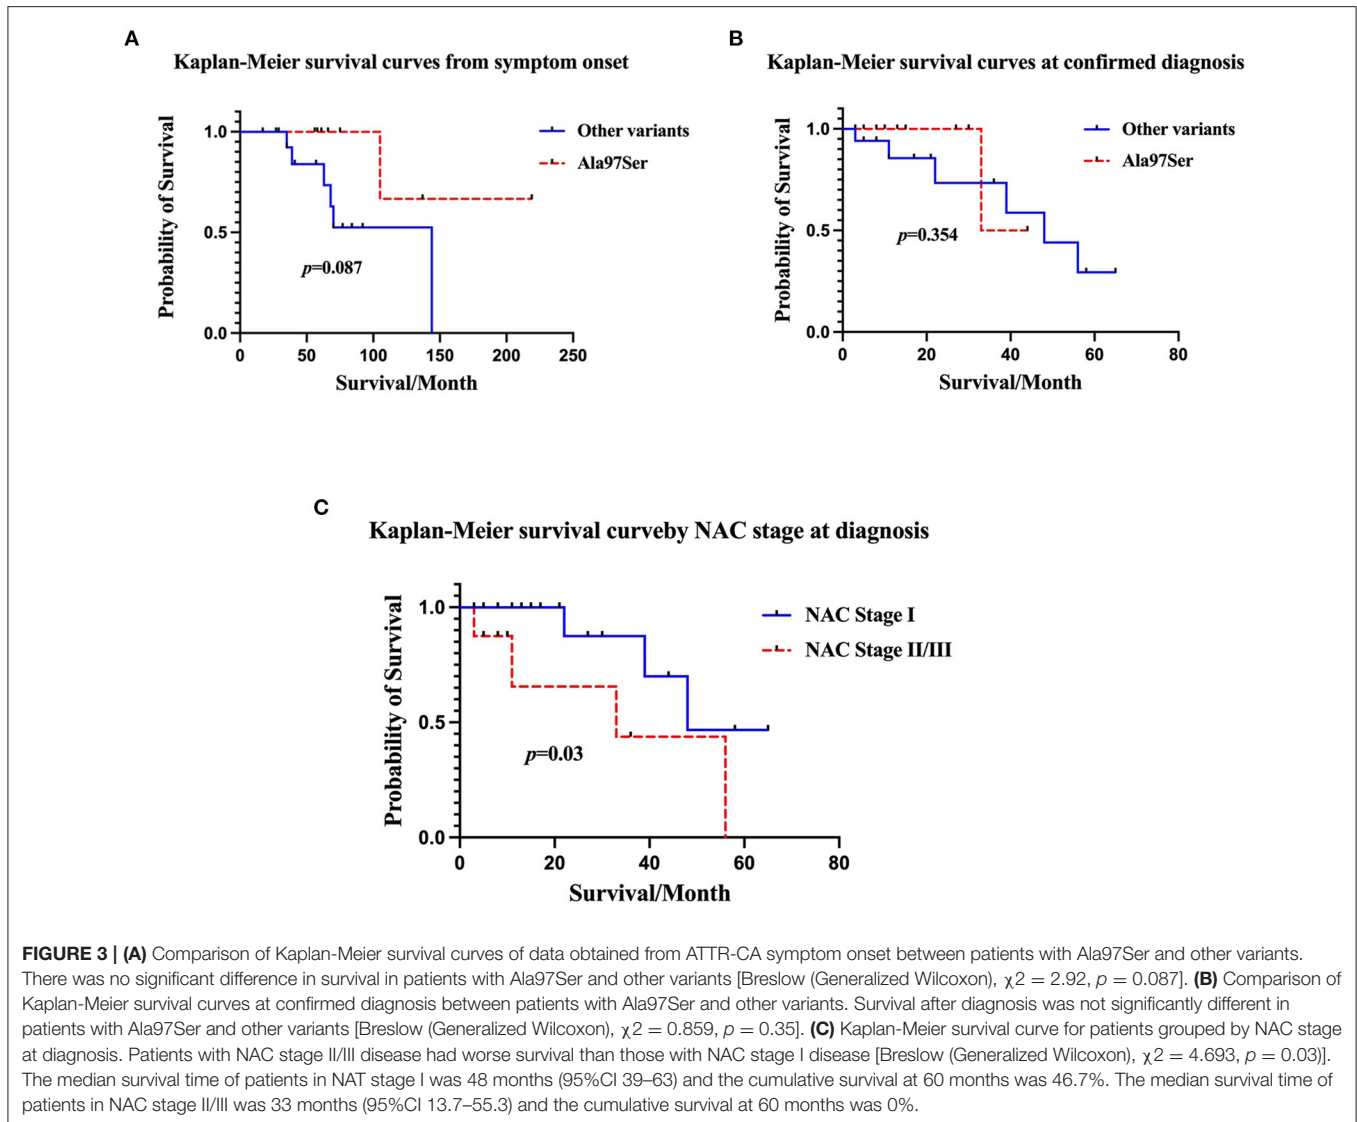 A
Kaplan-Meier survival curves from symptom onset
Probability of Survival
1.0
0.5
0.0
0 50 100 150 200 250
Survival/Month
p=0.087
Other variants
Ala97Ser
B
Kaplan-Meier survival curves at confirmed diagnosis
Probability of Survival
1.0
0.5
0.0
0 20 40 60 80
Survival/Month
p=0.354
Other variants
Ala97Ser
C
Kaplan-Meier survival curveby NAC stage at diagnosis
Probability of Survival
1.0
0.5
0.0
0 20 40 60 80
Survival/Month
p=0.03
NAC Stage I
NAC Stage II/III
FIGURE 3 | (A) Comparison of Kaplan-Meier survival curves of data obtained from ATTR-CA symptom onset between patients with Ala97Ser and other variants.
There was no significant difference in survival in patients with Ala97Ser and other variants [Breslow (Generalized Wilcoxon), χ2 = 2.92, p = 0.087]. (B) Comparison of
Kaplan-Meier survival curves at confirmed diagnosis between patients with Ala97Ser and other variants. Survival after diagnosis was not significantly different in
patients with Ala97Ser and other variants [Breslow (Generalized Wilcoxon), χ2 = 0.859, p = 0.35]. (C) Kaplan-Meier survival curve for patients grouped by NAC stage
at diagnosis. Patients with NAC stage II/III disease had worse survival than those with NAC stage I disease [Breslow (Generalized Wilcoxon), χ2 = 4.693, p = 0.03)].
The median survival time of patients in NAT stage I was 48 months (95%CI 39–63) and the cumulative survival at 60 months was 46.7%. The median survival time of
patients in NAC stage II/III was 33 months (95%CI 13.7–55.3) and the cumulative survival at 60 months was 0%.